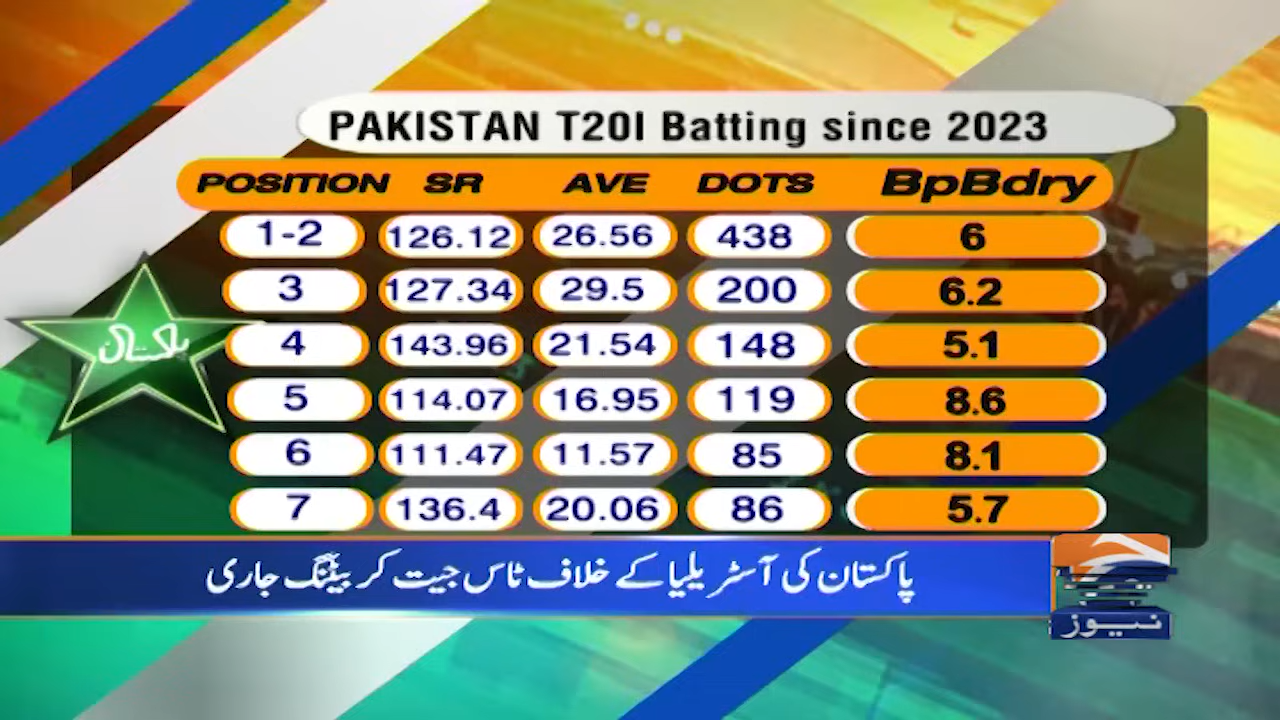 PAKISTAN T20I Batting since 2023
POSITION SR AVE DOTS BpBdry
1-2 126.12 26.56 438 6
3 127.34 29.5 200 6.2
4 143.96 21.54 148 5.1
5 114.07 16.95 119 8.6
6 111.47 11.57 85 8.1
7 136.4 20.06 86 5.7
پاکستان
پاکستان کی آسٹریلیا کے خلاف ٹاس جیت کر بیٹنگ جاری
نیوز